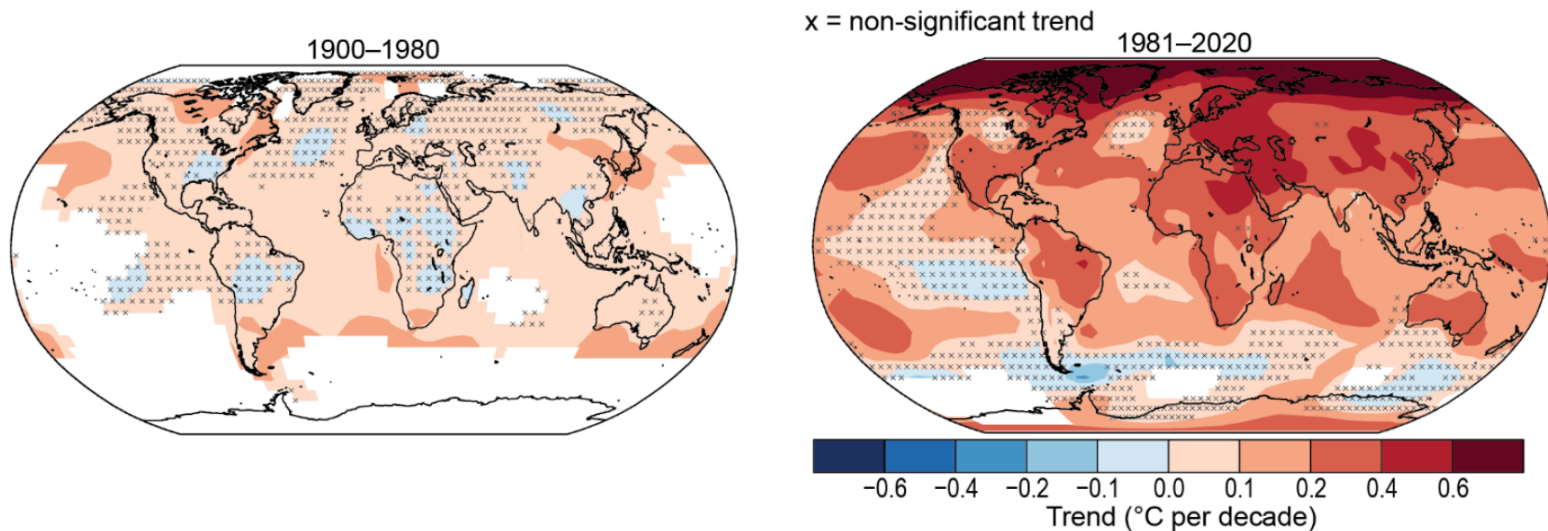 x = non-significant trend
1900–1980
1981–2020
−0.6 −0.4 −0.2 −0.1 0.0 0.1 0.2 0.4 0.6
Trend (°C per decade)